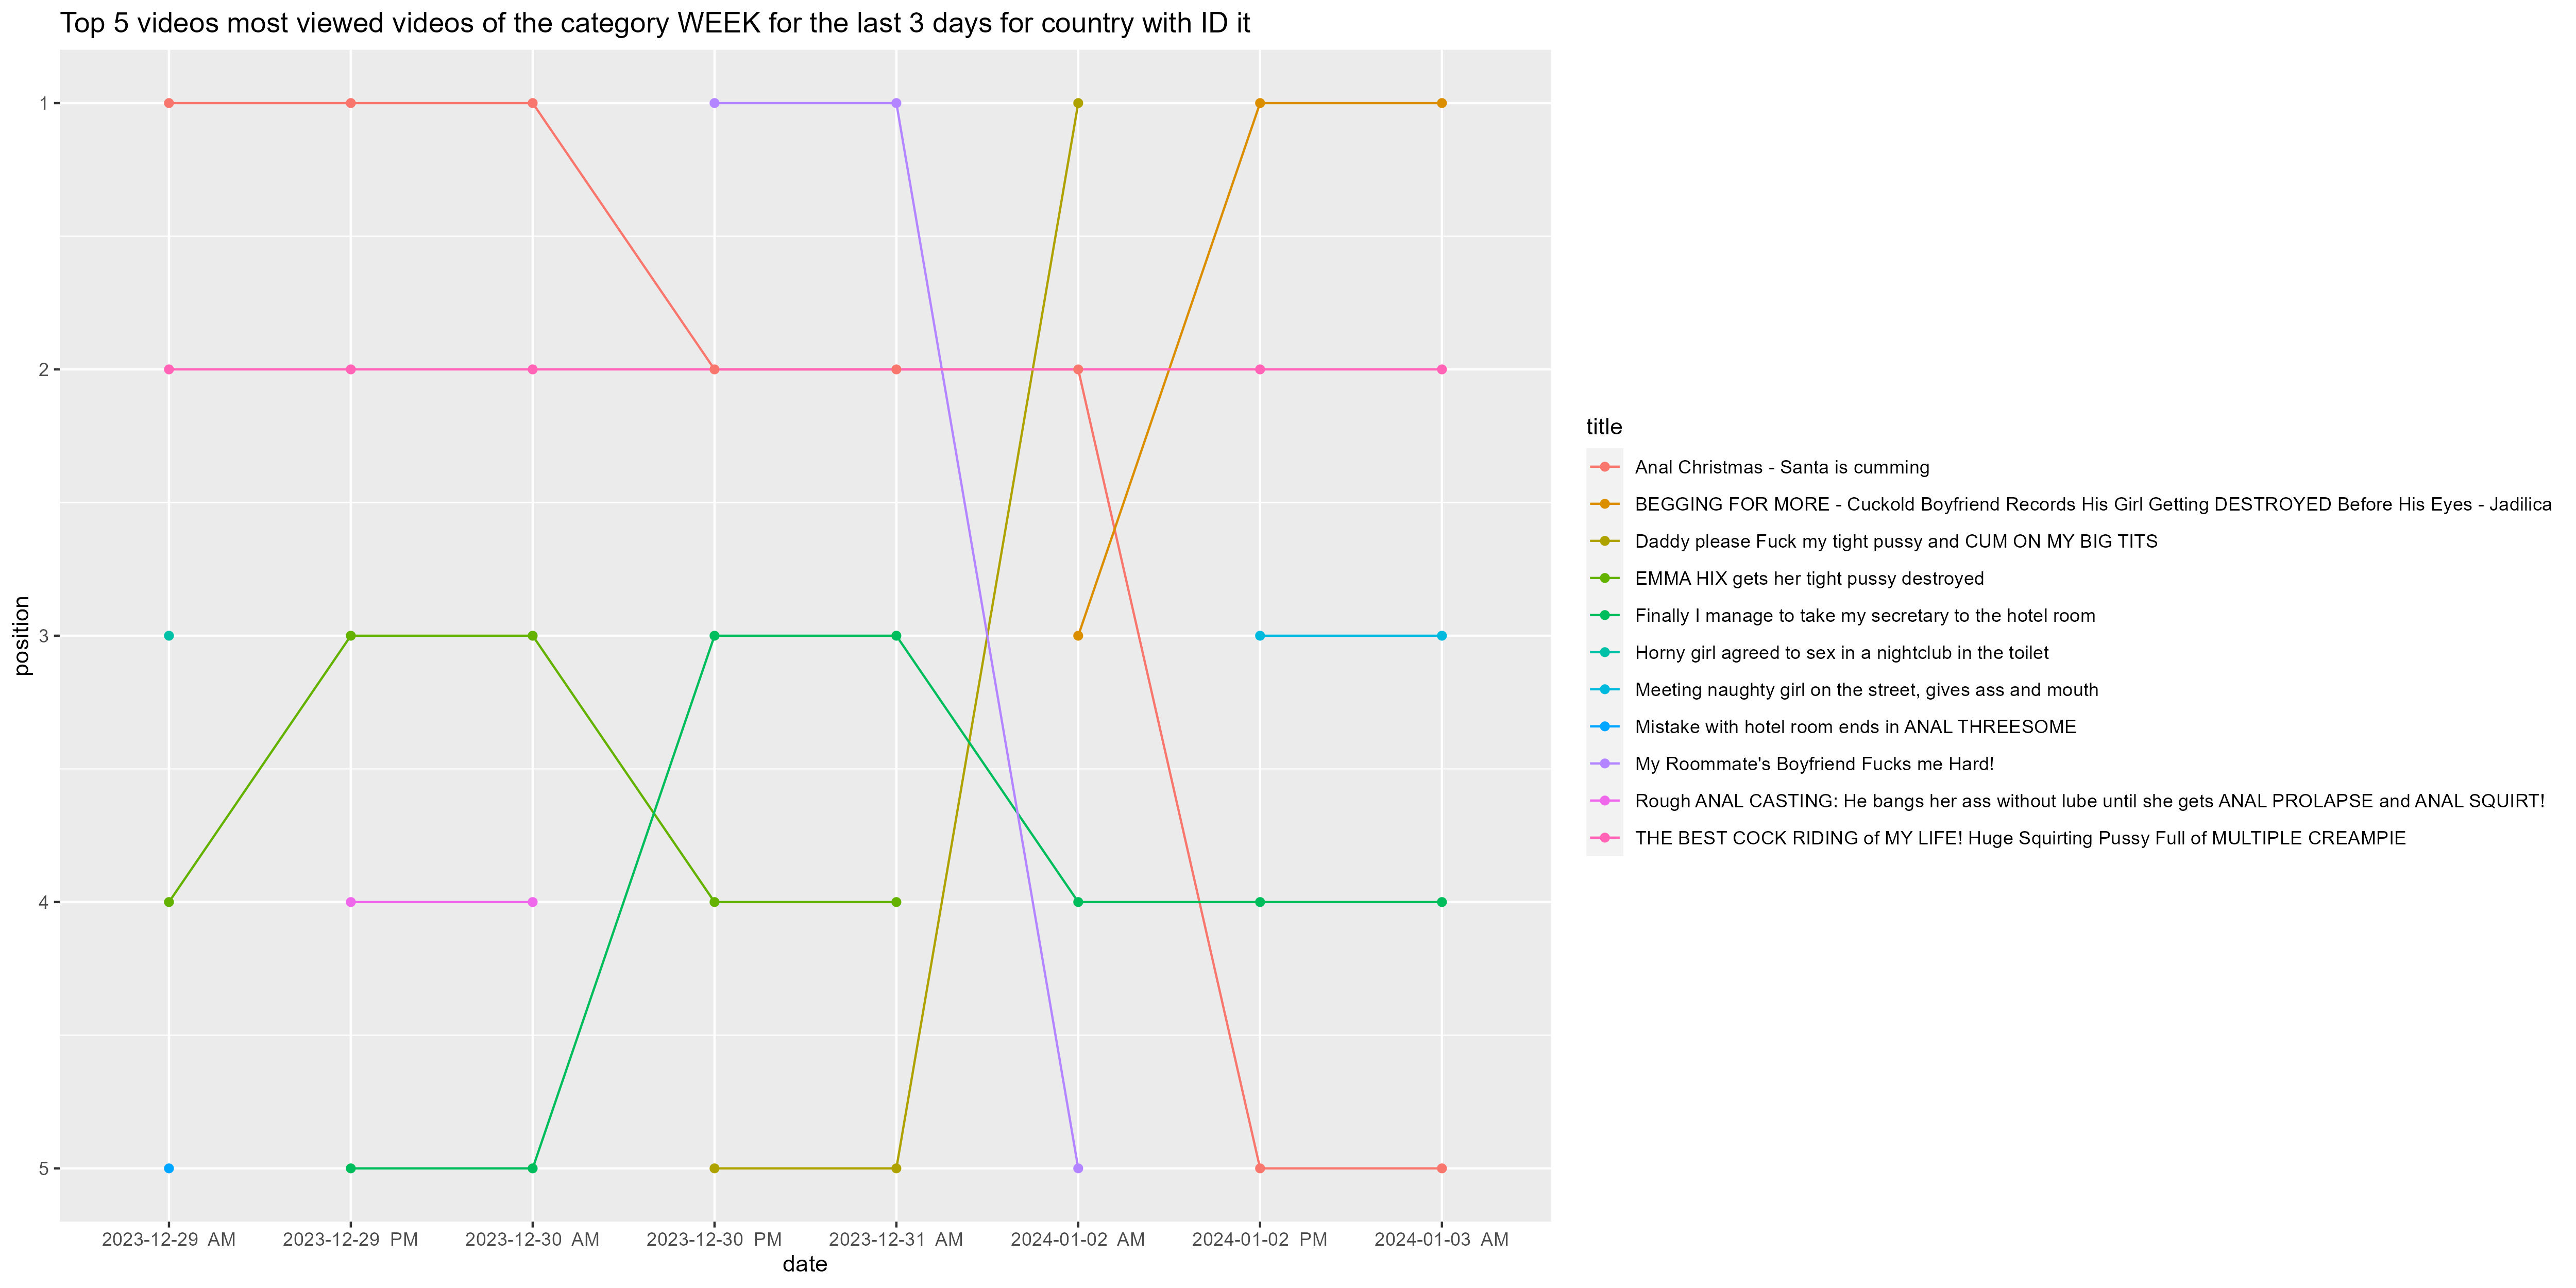 Top 5 videos most viewed videos of the category WEEK for the last 3 days for country with ID it
1
2
3
4
5
position
2023-12-29 AM
2023-12-29 PM
2023-12-30 AM
2023-12-30 PM
2023-12-31 AM
2024-01-02 AM
2024-01-02 PM
2024-01-03 AM
date
title
Anal Christmas - Santa is cumming
BEGGING FOR MORE - Cuckold Boyfriend Records His Girl Getting DESTROYED Before His Eyes - Jadilica
Daddy please Fuck my tight pussy and CUM ON MY BIG TITS
EMMA HIX gets her tight pussy destroyed
Finally I manage to take my secretary to the hotel room
Horny girl agreed to sex in a nightclub in the toilet
Meeting naughty girl on the street, gives ass and mouth
Mistake with hotel room ends in ANAL THREESOME
My Roommate's Boyfriend Fucks me Hard!
Rough ANAL CASTING: He bangs her ass without lube until she gets ANAL PROLAPSE and ANAL SQUIRT!
THE BEST COCK RIDING of MY LIFE! Huge Squirting Pussy Full of MULTIPLE CREAMPIE